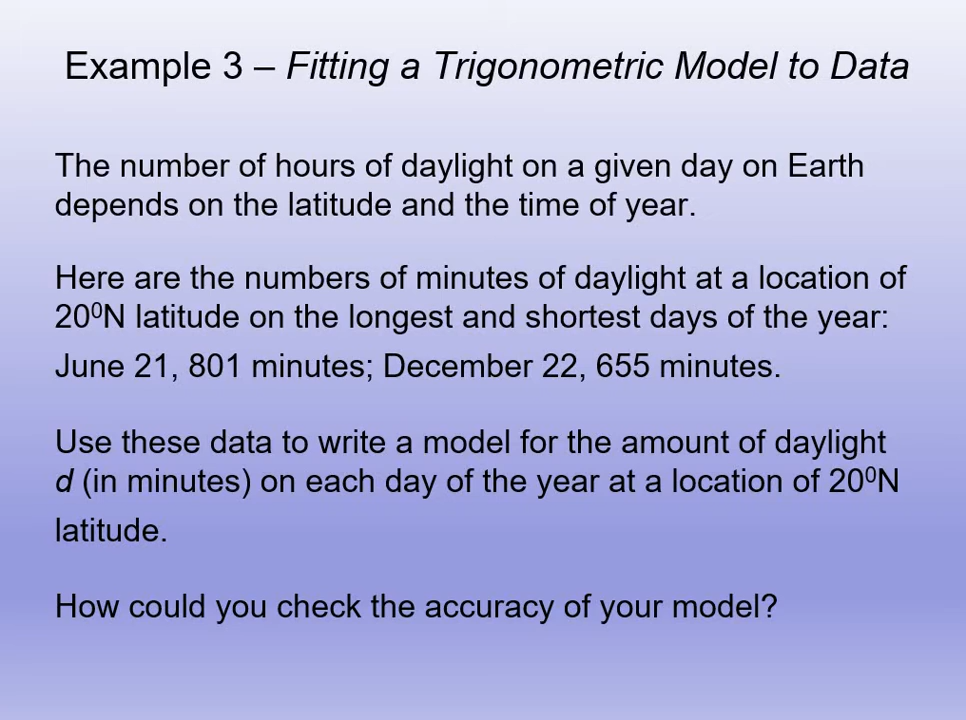 Example 3 – Fitting a Trigonometric Model to Data
The number of hours of daylight on a given day on Earth
depends on the latitude and the time of year.
Here are the numbers of minutes of daylight at a location of
20⁰N latitude on the longest and shortest days of the year:
June 21, 801 minutes; December 22, 655 minutes.
Use these data to write a model for the amount of daylight
d (in minutes) on each day of the year at a location of 20⁰N
latitude.
How could you check the accuracy of your model?